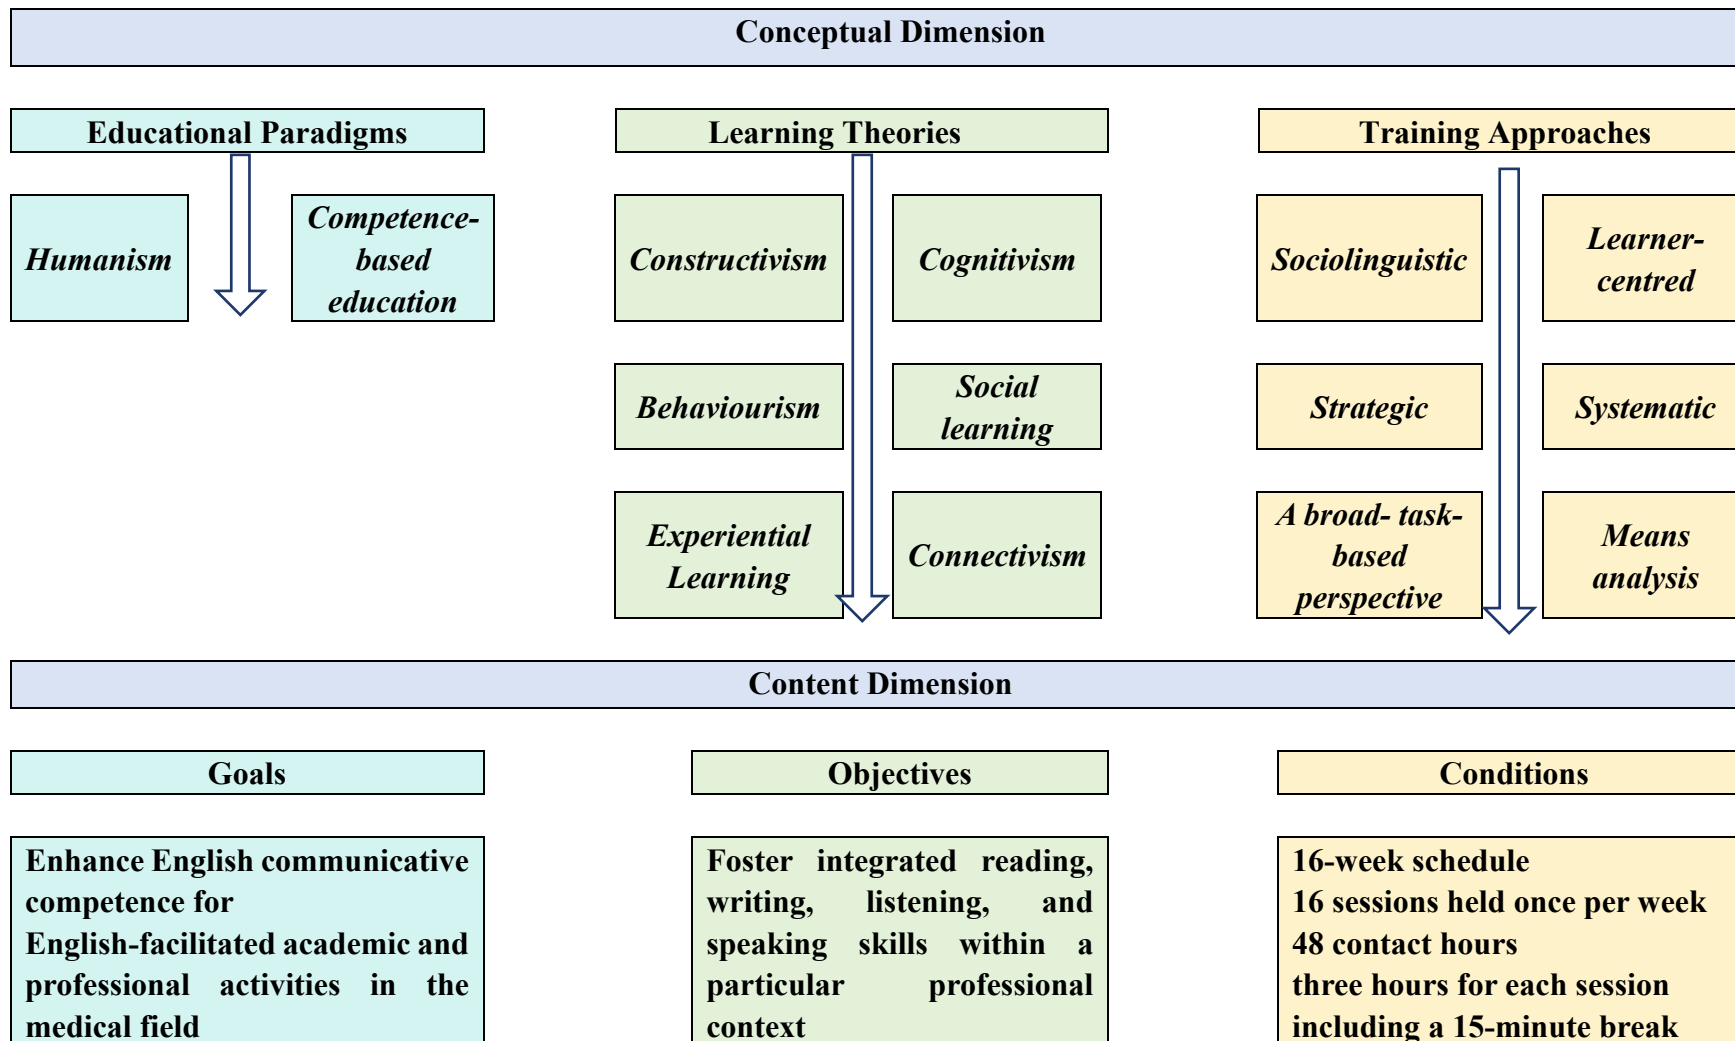 Conceptual Dimension
Educational Paradigms
Learning Theories
Training Approaches
Humanism
Competence-
based
education
Constructivism
Cognitivism
Sociolinguistic
Learner-
centred
Behaviourism
Social
learning
Strategic
Systematic
Experiential
Learning
Connectivism
A broad- task-
based
perspective
Means
analysis
Content Dimension
Goals
Objectives
Conditions
Enhance English communicative
competence for
English-facilitated academic and
professional activities in the
medical field
Foster integrated reading,
writing, listening, and
speaking skills within a
particular professional
context
16-week schedule
16 sessions held once per week
48 contact hours
three hours for each session
including a 15-minute break